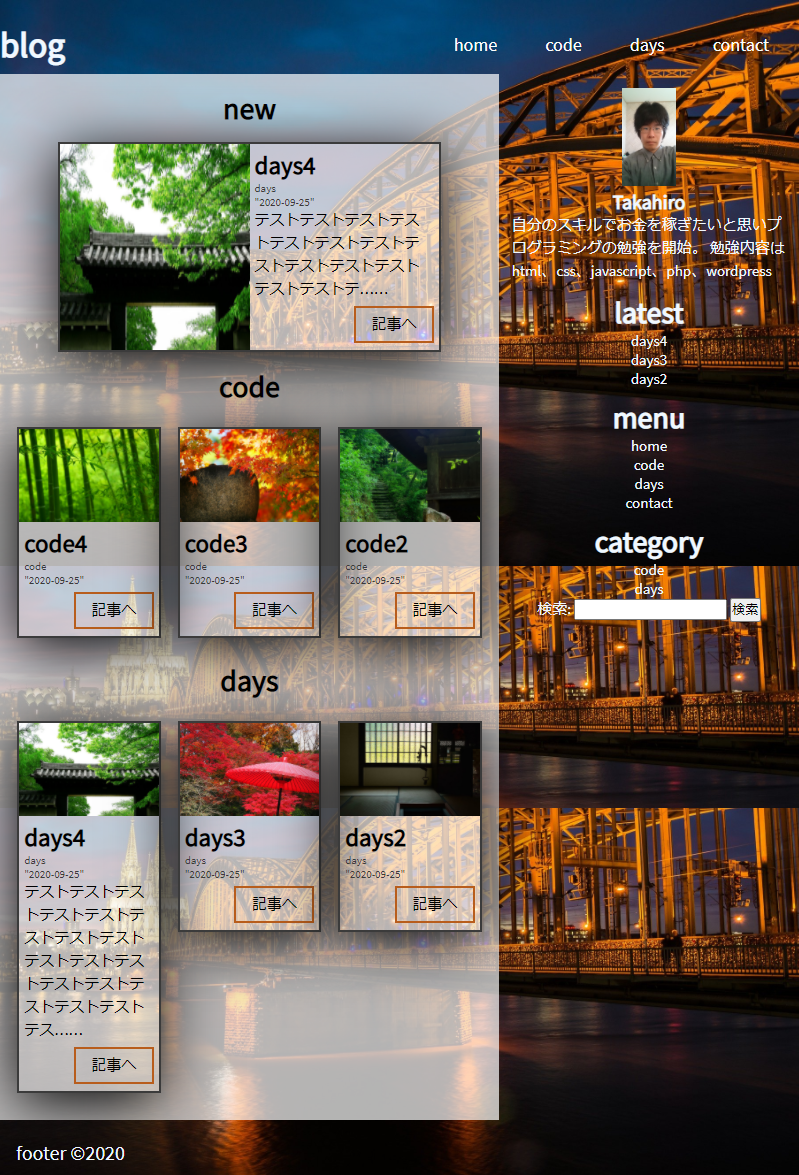 blog
home code days contact
new
days4
days
"2020-09-25"
テストテストテストテス
トテストテストテストテ
ストテストテストテスト
テストテストテ……
記事へ
code
code4
code
"2020-09-25"
記事へ
code3
code
"2020-09-25"
記事へ
code2
code
"2020-09-25"
記事へ
days
days4
days
"2020-09-25"
テストテストテス
トテストテストテ
ストテストテスト
テストテストテス
トテストテストテ
ストテストテスト
テス……
記事へ
days3
days
"2020-09-25"
記事へ
days2
days
"2020-09-25"
記事へ
Takahiro
自分のスキルでお金を稼ぎたいと思いプ
ログラミングの勉強を開始。 勉強内容は
html、css、javascript、php、wordpress
latest
days4
days3
days2
menu
home
code
days
contact
category
code
days
検索: 検索
footer ©2020